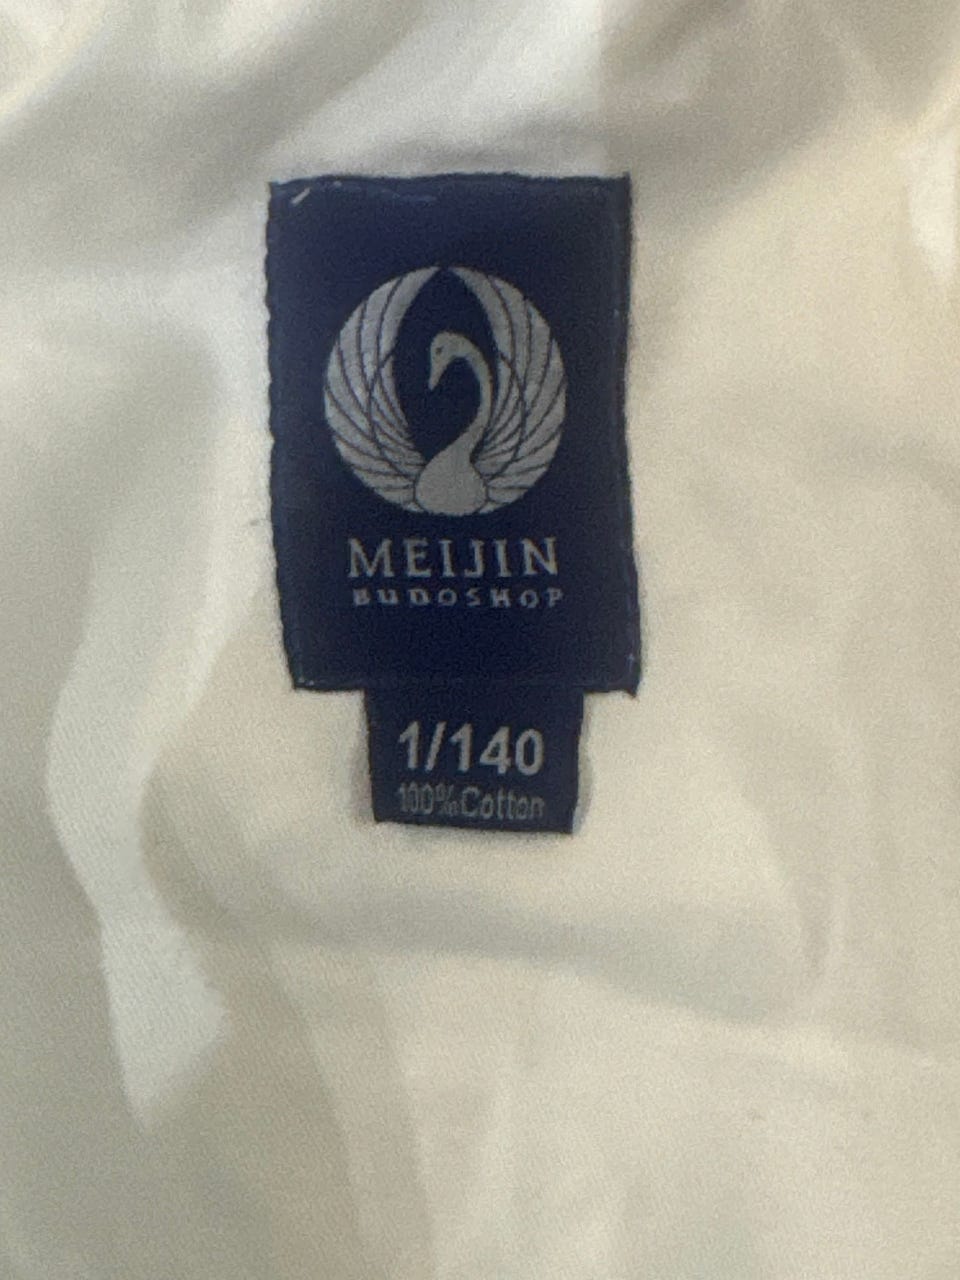 MEIJIN
BUDOSHOP
1/140
100% Cotton